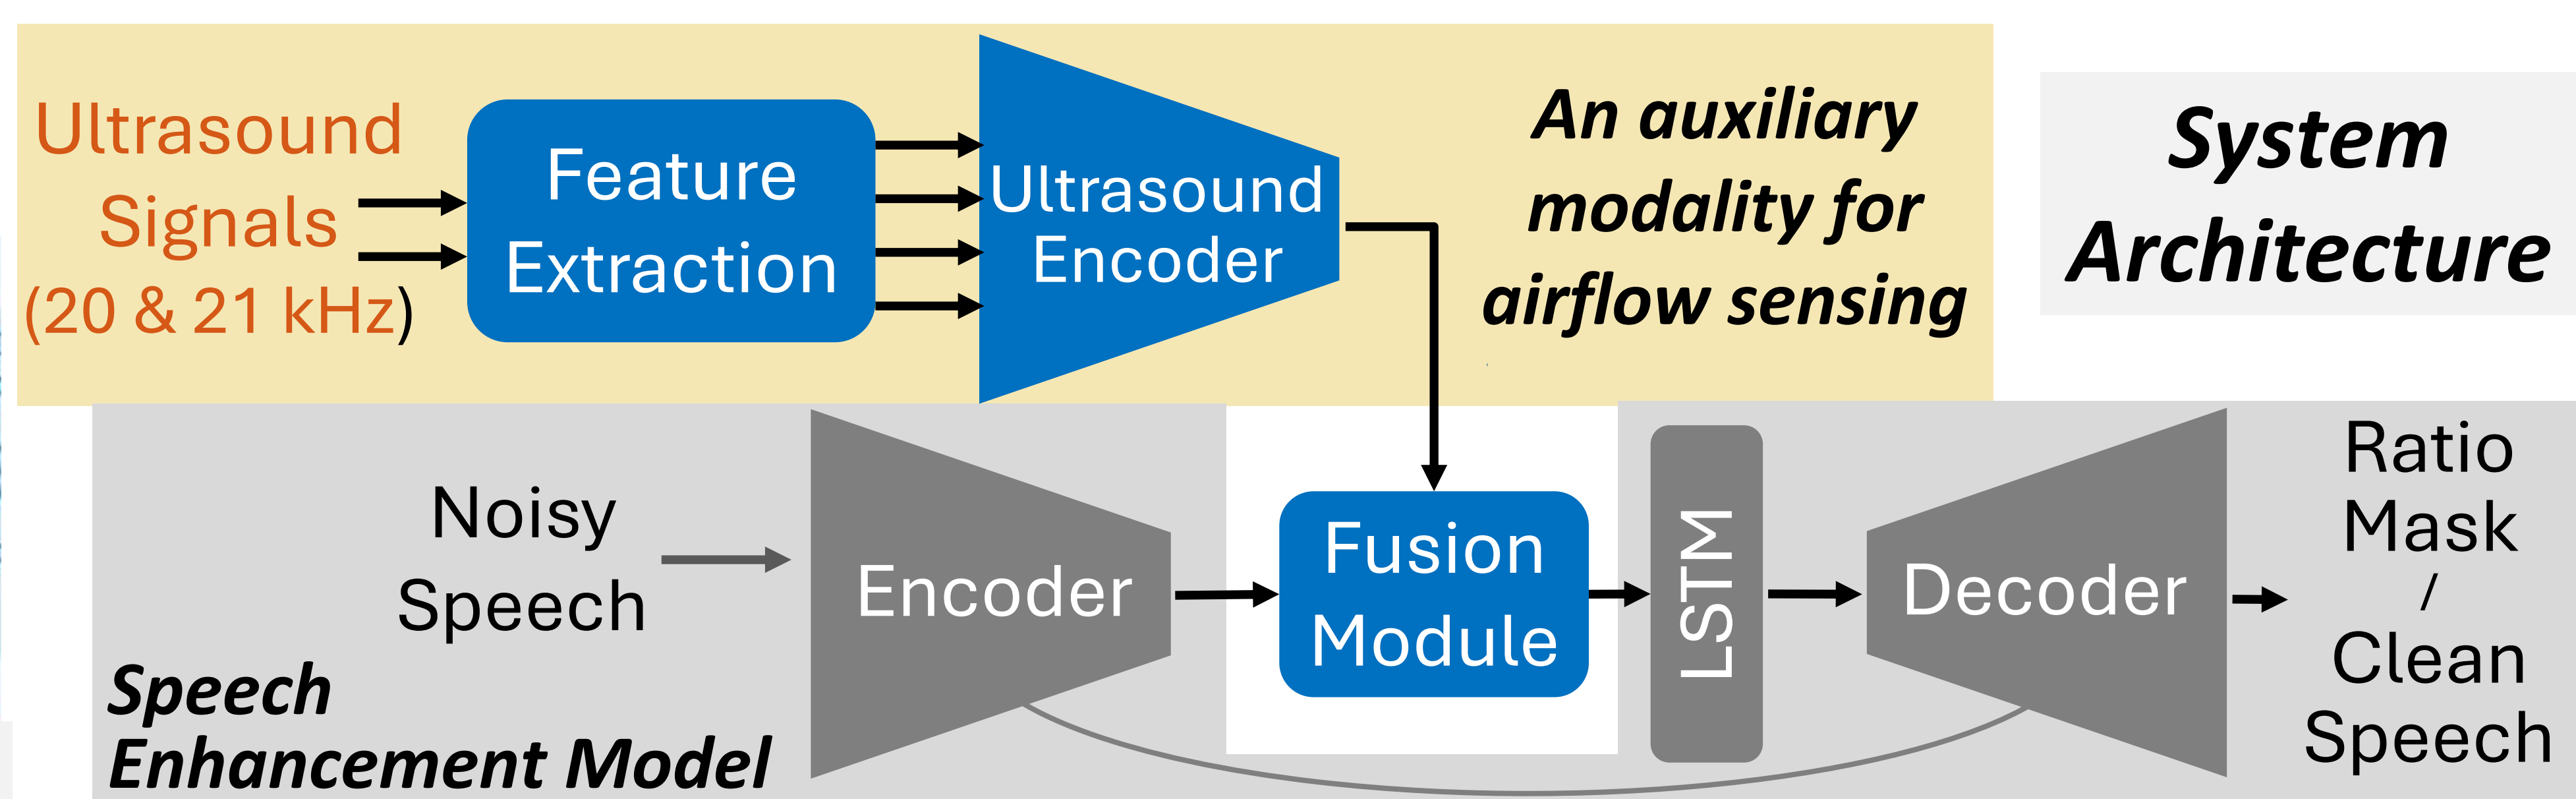 Ultrasound
Signals
(20 & 21 kHz)
Feature
Extraction
Ultrasound
Encoder
An auxiliary
modality for
airflow sensing
System
Architecture
Noisy
Speech
Speech
Enhancement Model
Encoder
Fusion
Module
LSTM
Decoder
Ratio
Mask
/
Clean
Speech